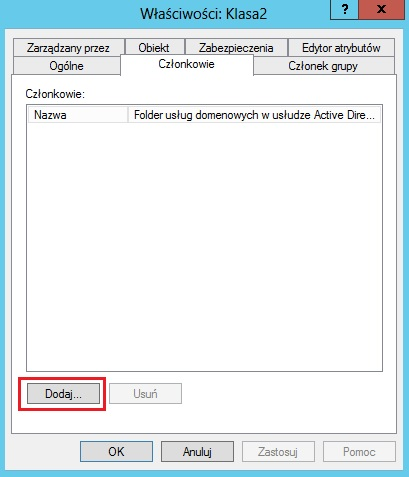 Właściwości: Klasa2
?
x
Zarządzany przez Obiekt Zabezpieczenia Edytor atrybutów
Ogólne Członkowie Członek grupy
Członkowie:
Nazwa Folder usług domenowych w usłudze Active Dire...
Dodaj... Usuń
OK Anuluj Zastosuj Pomoc